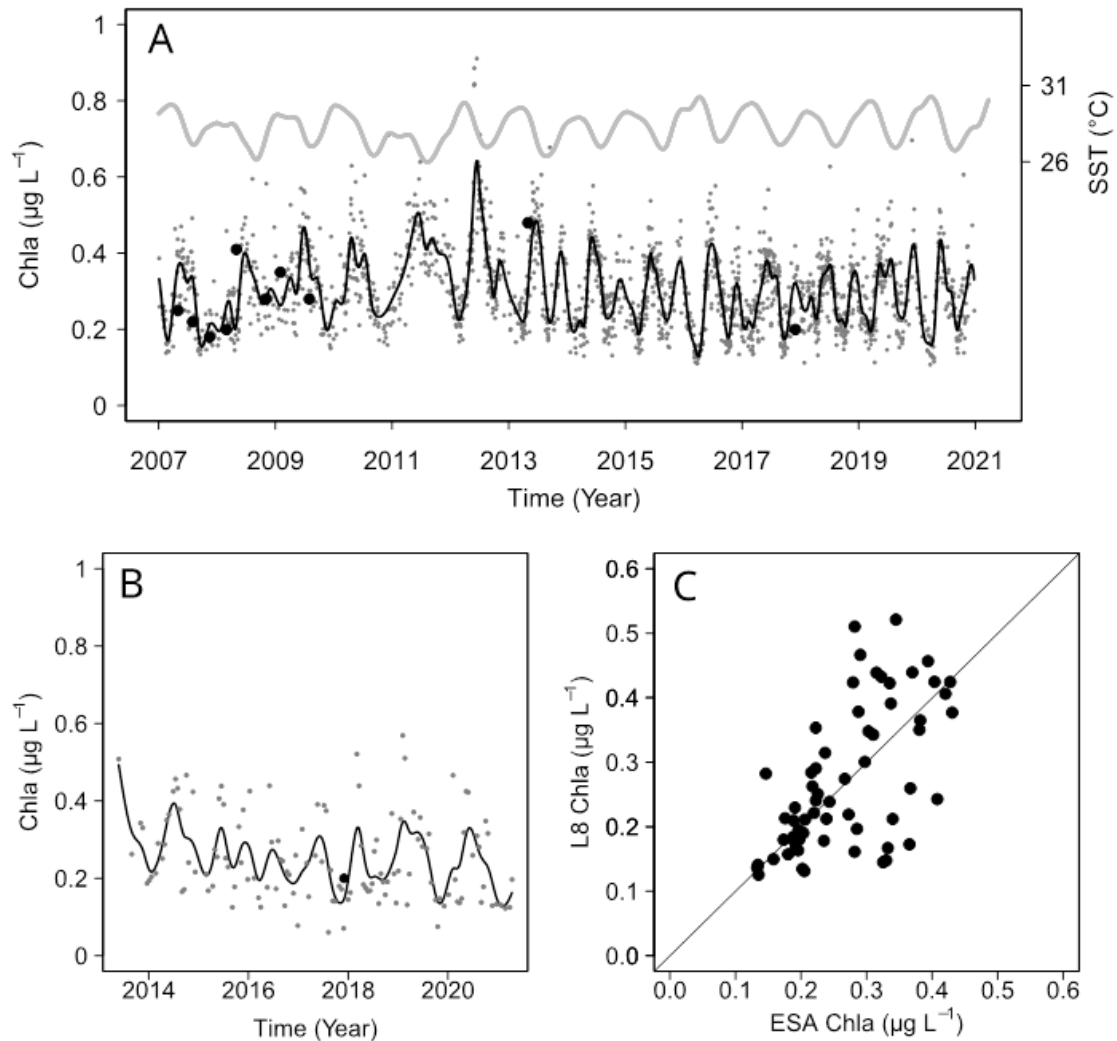 A
1
0.8
0.6
0.4
0.2
0
Chla (µg L⁻¹)
31
26
SST (°C)
2007 2009 2011 2013 2015 2017 2019 2021
Time (Year)
B
1
0.8
0.6
0.4
0.2
0
Chla (µg L⁻¹)
2014 2016 2018 2020
Time (Year)
C
0.6
0.5
0.4
0.3
0.2
0.1
0.0
L8 Chla (µg L⁻¹)
0.0 0.1 0.2 0.3 0.4 0.5 0.6
ESA Chla (µg L⁻¹)